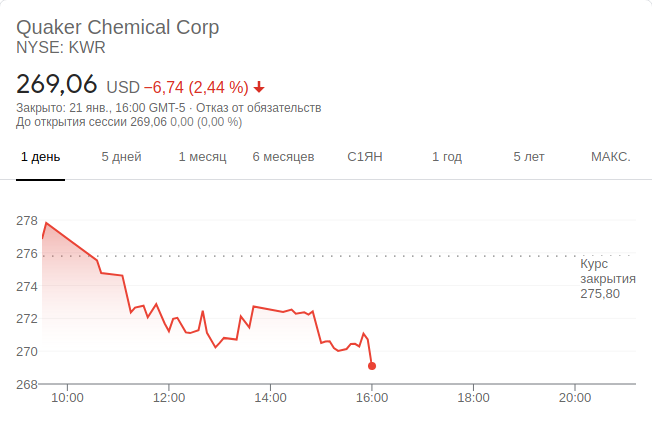 Quaker Chemical Corp
NYSE: KWR
269,06 USD −6,74 (2,44 %)
Закрыто: 21 янв., 16:00 GMT-5 · Отказ от обязательств
До открытия сессии 269,06 0,00 (0,00 %)
1 день 5 дней 1 месяц 6 месяцев С1ЯН 1 год 5 лет МАКС.
278
276
Курс
закрытия
275,80
274
272
270
268
10:00 12:00 14:00 16:00 18:00 20:00